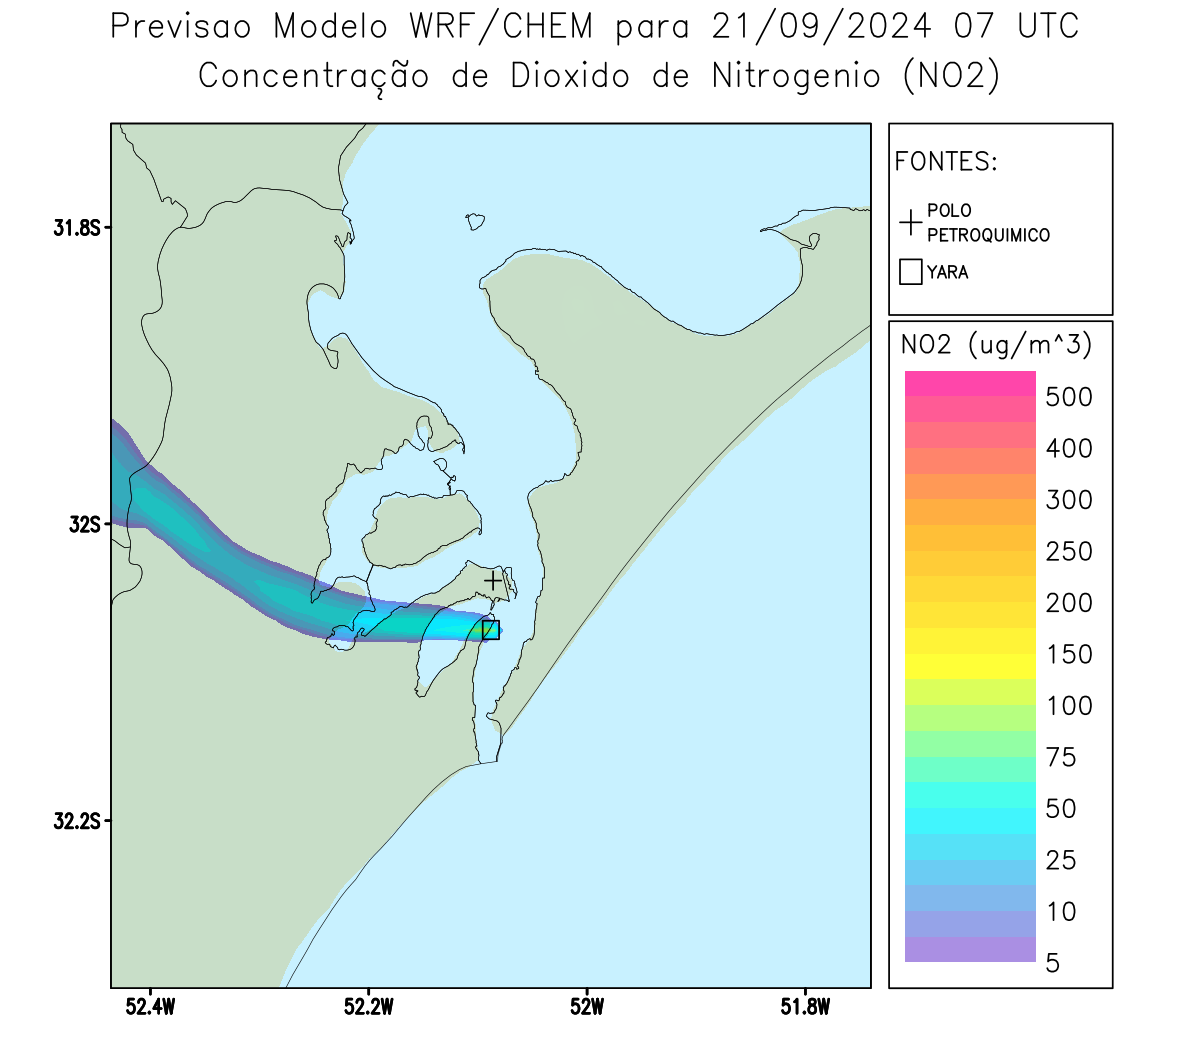 Previsao Modelo WRF/CHEM para 21/09/2024 07 UTC
Concentração de Dioxido de Nitrogenio (NO2)
FONTES:
POLO
PETROQUIMICO
YARA
NO2 (ug/m^3)
500
400
300
250
200
150
100
75
50
25
10
5
31.8S
32S
32.2S
52.4W
52.2W
52W
51.8W